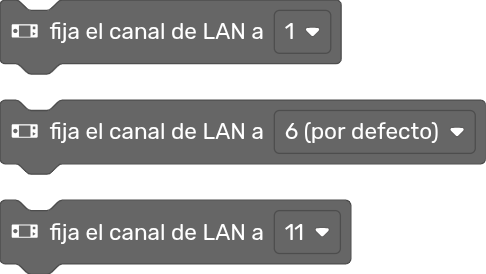 fija el canal de LAN a 1
fija el canal de LAN a 6 (por defecto)
fija el canal de LAN a 11